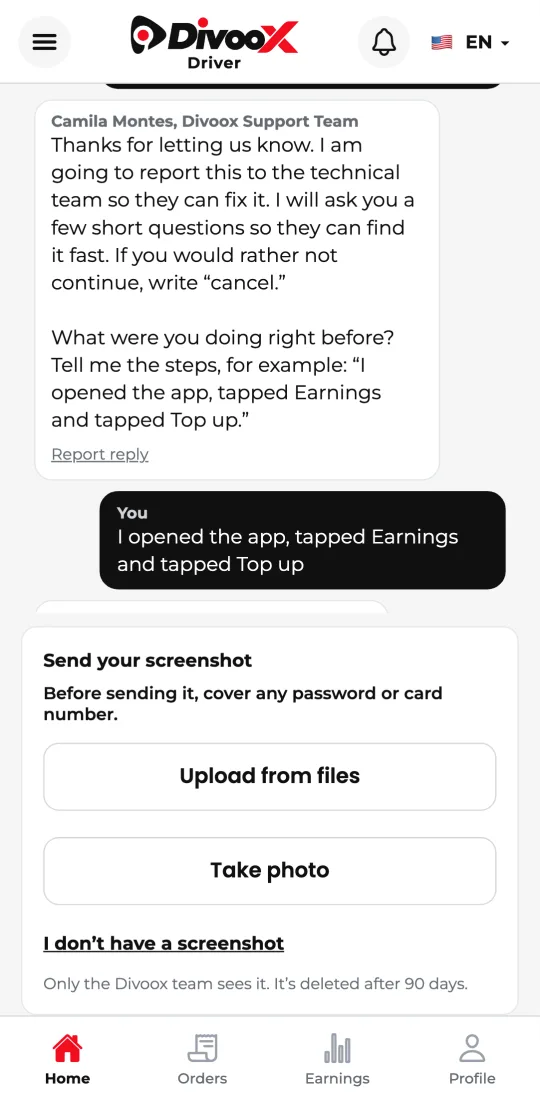 DivooX
Driver
EN
Camila Montes, Divoox Support Team
Thanks for letting us know. I am
going to report this to the technical
team so they can fix it. I will ask you a
few short questions so they can find
it fast. If you would rather not
continue, write “cancel.”
What were you doing right before?
Tell me the steps, for example: “I
opened the app, tapped Earnings
and tapped Top up.”
Report reply
You
I opened the app, tapped Earnings
and tapped Top up
Send your screenshot
Before sending it, cover any password or card
number.
Upload from files
Take photo
I don’t have a screenshot
Only the Divoox team sees it. It’s deleted after 90 days.
Home
Orders
Earnings
Profile